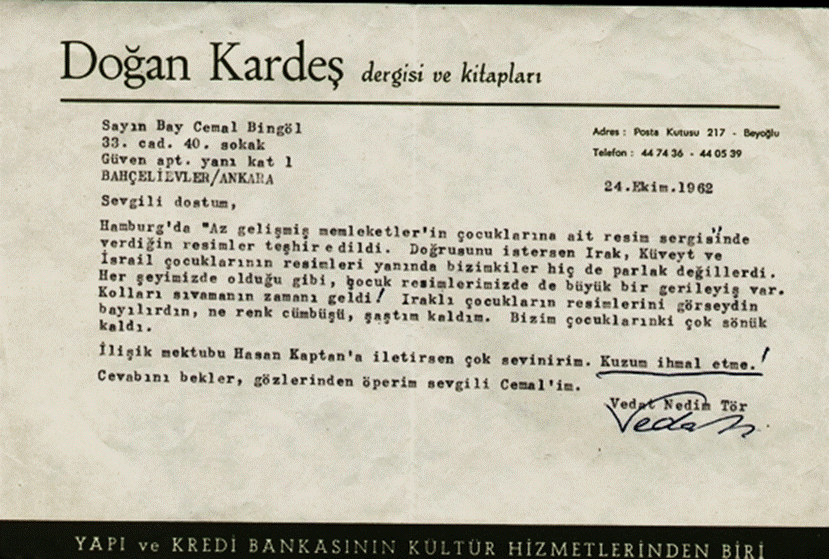 Doğan Kardeş dergisi ve kitapları
Sayın Bay Cemal Bingöl
33. cad. 40. sokak
Güven apt. yanı kat 1
BAHÇELİEVLER/ANKARA
Adres : Posta Kutusu 217 - Beyoğlu
Telefon : 44 74 36 - 44 05 39
24.Ekim.1962
Sevgili dostum,
Hamburg'da "Az gelişmiş memleketler'in çocuklarına ait resim sergisi"nde
verdiğin resimler teşhir edildi. Doğrusunu istersen Irak, Küveyt ve
İsrail çocuklarının resimleri yanında bizimkiler hiç de parlak değillerdi.
Her şeyimizde olduğu gibi, çocuk resimlerimizde de büyük bir gerileyiş var.
Kolları sıvamanın zamanı geldi! Iraklı çocukların resimlerini görseydin
bayılırdın, ne renk cümbüşü, şaştım kaldım. Bizim çocuklarınki çok sönük
kaldı.
İlişik mektubu Hasan Kaptan'a iletirsen çok sevinirim. Kuzum ihmal etme.!
Cevabını bekler, gözlerinden öperim sevgili Cemal'im.
Vedat Nedim Tör
Vedat N.
YAPI ve KREDİ BANKASININ KÜLTÜR HİZMETLERİNDEN BİRİ